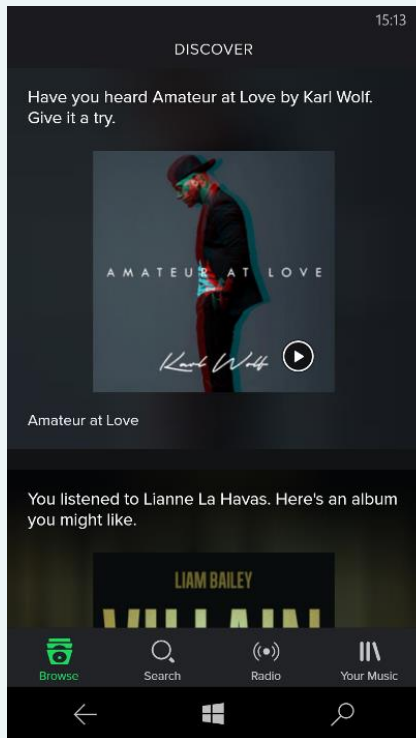 15:13
DISCOVER
Have you heard Amateur at Love by Karl Wolf.
Give it a try.
AMATEUR AT LOVE
Karl Wolf
Amateur at Love
You listened to Lianne La Havas. Here's an album
you might like.
LIAM BAILEY
VILLAIN
Browse Search Radio Your Music